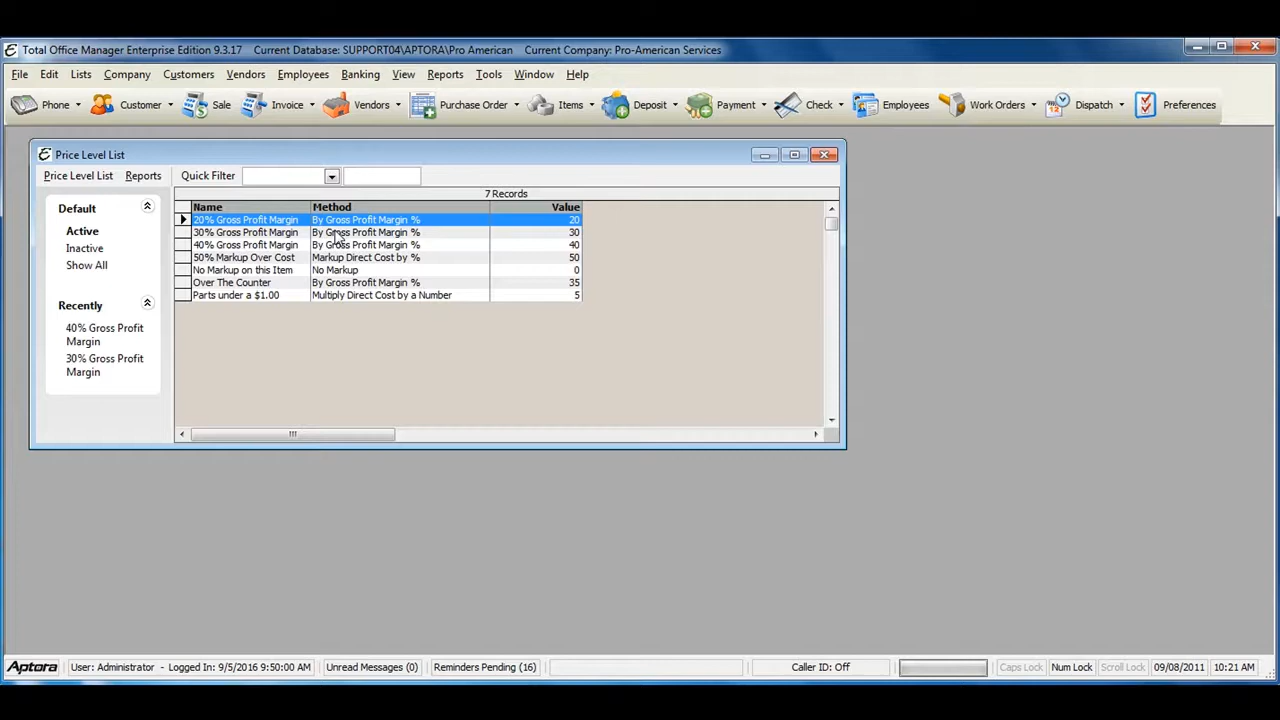 Total Office Manager Enterprise Edition 9.3.17 Current Database: SUPPORT04\APTORA\Pro American Current Company: Pro-American Services
File Edit Lists Company Customers Vendors Employees Banking View Reports Tools Window Help
Phone Customer Sale Invoice Vendors Purchase Order Items Deposit Payment Check Employees Work Orders Dispatch Preferences
Price Level List
Price Level List Reports Quick Filter
7 Records
Name Method Value
20% Gross Profit Margin By Gross Profit Margin % 20
30% Gross Profit Margin By Gross Profit Margin % 30
40% Gross Profit Margin By Gross Profit Margin % 40
50% Markup Over Cost Markup Direct Cost by % 50
No Markup on this Item No Markup 0
Over The Counter By Gross Profit Margin % 35
Parts under a $1.00 Multiply Direct Cost by a Number 5
Default
Active
Inactive
Show All
Recently
40% Gross Profit
Margin
30% Gross Profit
Margin
Aptora User: Administrator - Logged In: 9/5/2016 9:50:00 AM Unread Messages (0) Reminders Pending (16) Caller ID: Off Caps Lock Num Lock Scroll Lock 09/08/2011 10:21 AM